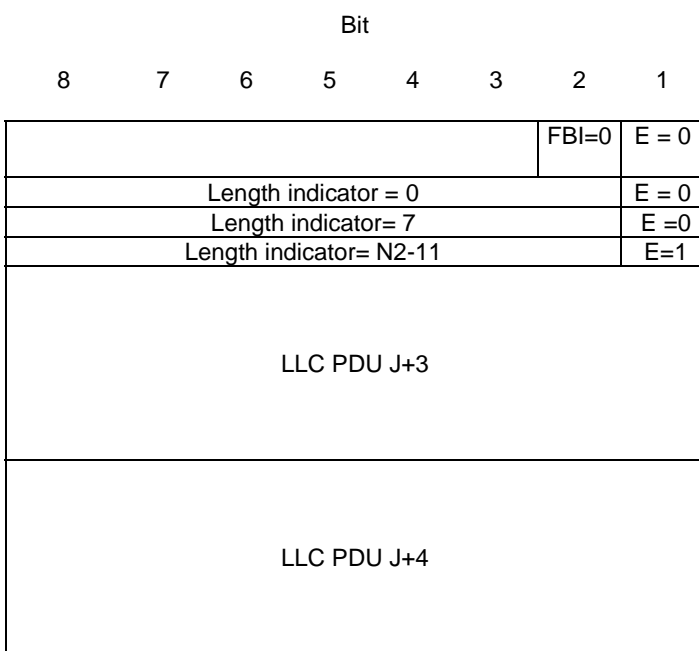 Bit
8 7 6 5 4 3 2 1
FBI=0 E = 0
Length indicator = 0 E = 0
Length indicator= 7 E =0
Length indicator= N2-11 E=1
LLC PDU J+3
LLC PDU J+4